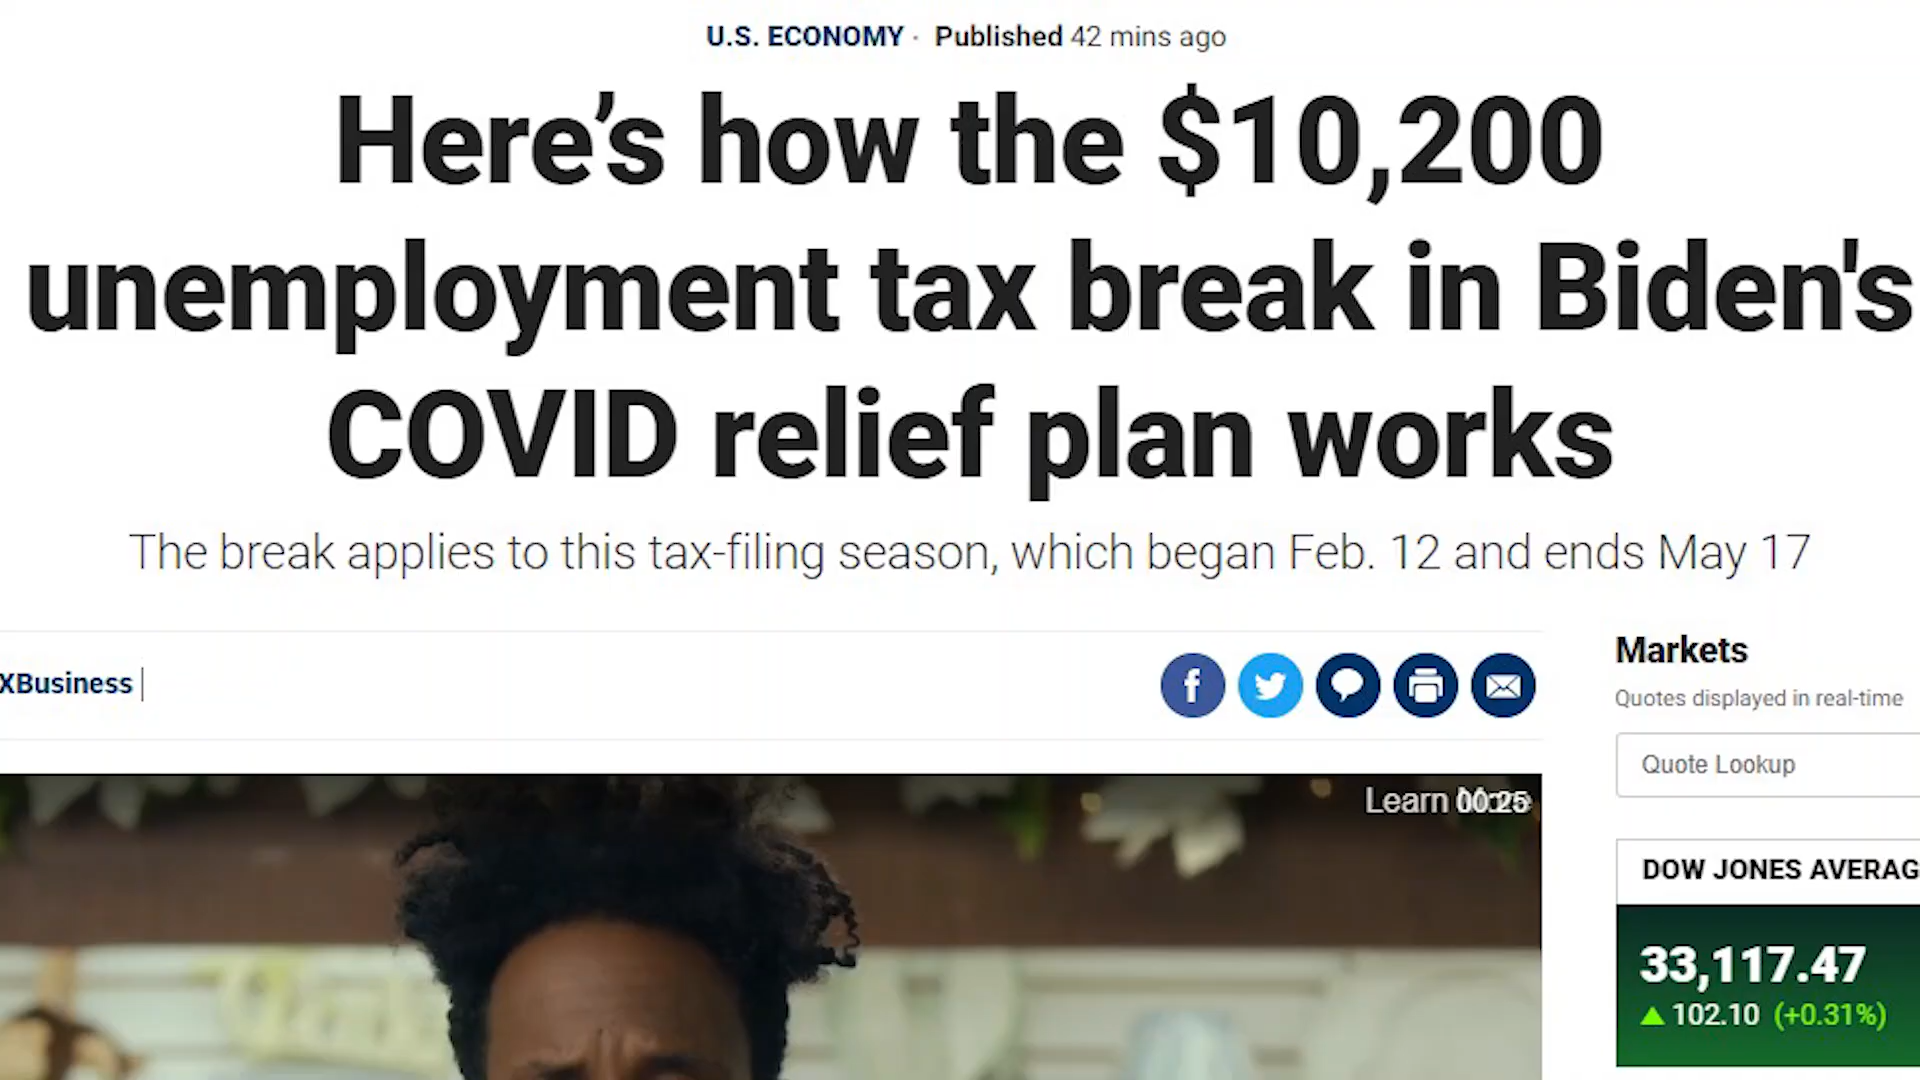 U.S. ECONOMY · Published 42 mins ago
Here’s how the $10,200
unemployment tax break in Biden's
COVID relief plan works
The break applies to this tax-filing season, which began Feb. 12 and ends May 17
XBusiness
f
Markets
Quotes displayed in real-time
Quote Lookup
Learn 00:25
DOW JONES AVERAG
33,117.47
▲ 102.10 (+0.31%)